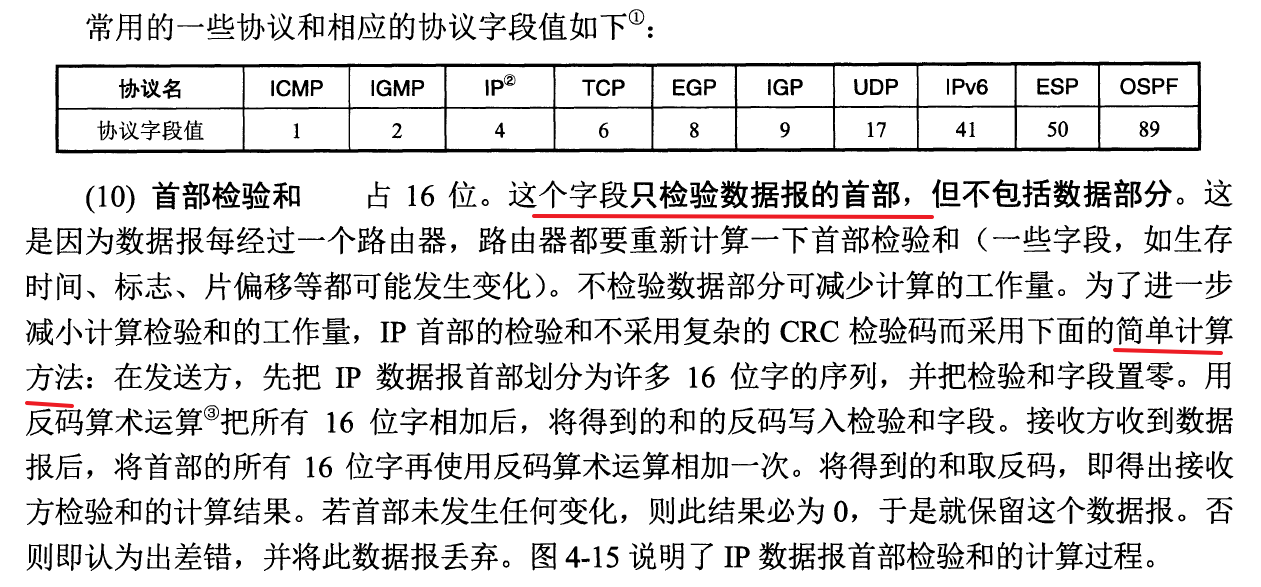 常用的一些协议和相应的协议字段值如下①：
协议名 ICMP IGMP IP② TCP EGP IGP UDP IPv6 ESP OSPF
协议字段值 1 2 4 6 8 9 17 41 50 89
(10) 首部检验和 占 16 位。这个字段只检验数据报的首部，但不包括数据部分。这
是因为数据报每经过一个路由器，路由器都要重新计算一下首部检验和（一些字段，如生存
时间、标志、片偏移等都可能发生变化）。不检验数据部分可减少计算的工作量。为了进一步
减小计算检验和的工作量，IP 首部的检验和不采用复杂的 CRC 检验码而采用下面的简单计算
方法：在发送方，先把 IP 数据报首部划分为许多 16 位字的序列，并把检验和字段置零。用
反码算术运算③把所有 16 位字相加后，将得到的和的反码写入检验和字段。接收方收到数据
报后，将首部的所有 16 位字再使用反码算术运算相加一次。将得到的和取反码，即得出接收
方检验和的计算结果。若首部未发生任何变化，则此结果必为 0，于是就保留这个数据报。否
则即认为出差错，并将此数据报丢弃。图 4-15 说明了 IP 数据报首部检验和的计算过程。